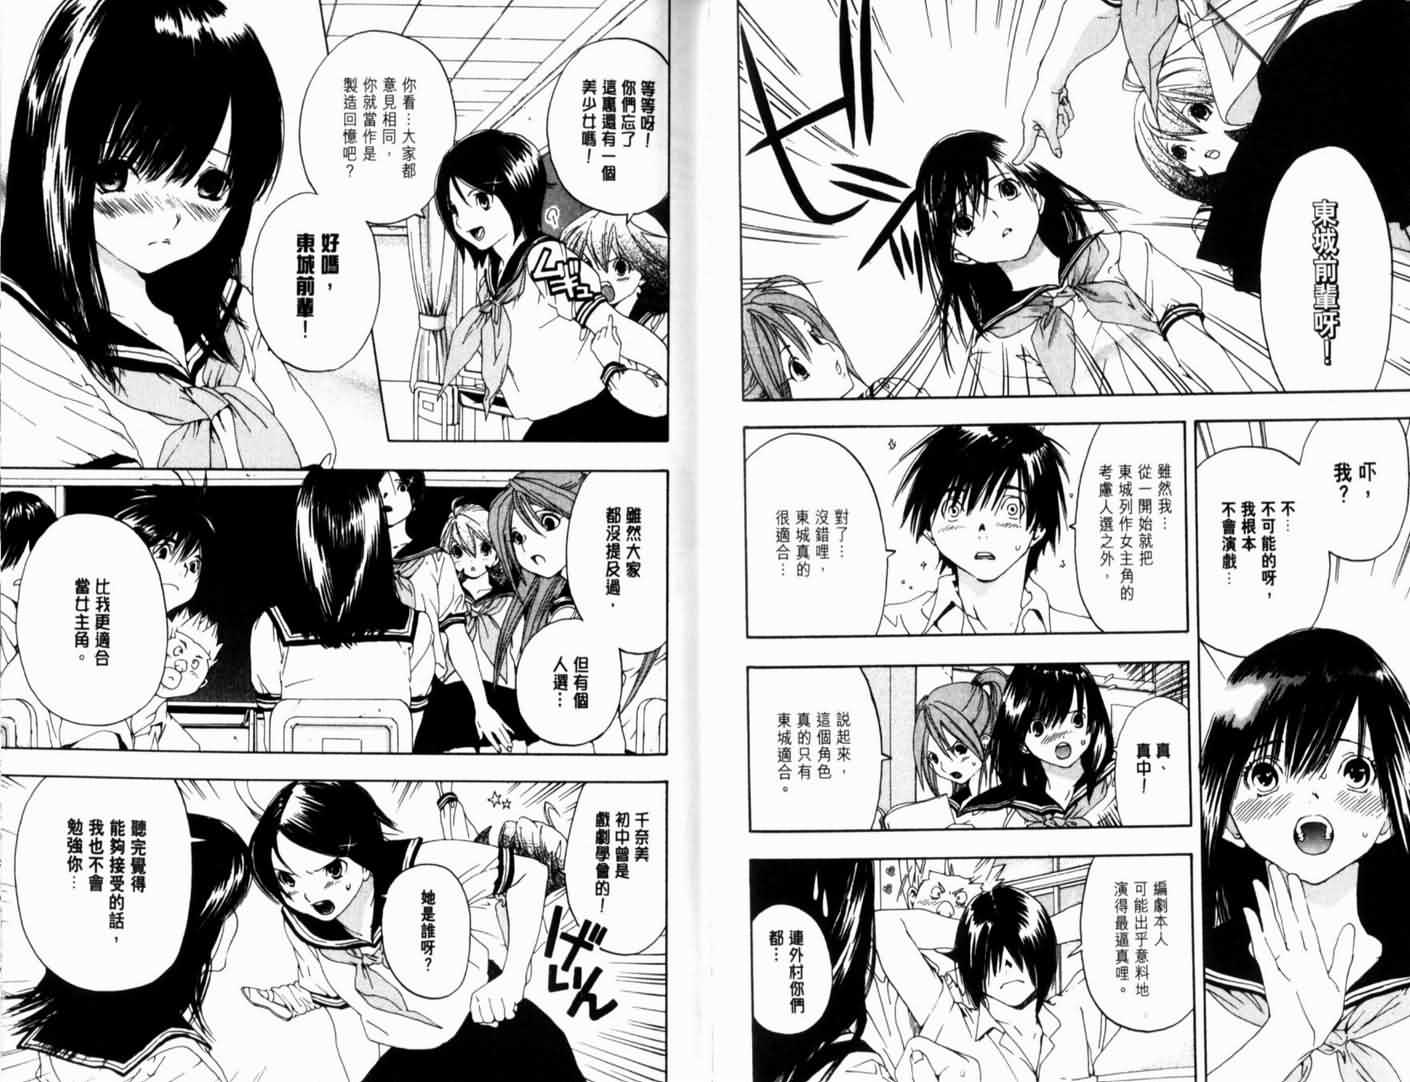 東城前輩呀！
吓，
我？
不…
不可能的呀，
我根本
不會演戲…
雖然我…
從一開始就把
東城列作女主角的
考慮人選之外，
對了…
沒錯哩，
東城真的
很適合…
真、
真中！
説起來，
這個角色
真的只有
東城適合。
編劇本人
可能出乎意料地
演得最逼真哩。
連外村你們
都…
等等呀！
你們忘了
這裏還有一個
美少女嗎！
ムギュ
你看…大家都
意見相同，
你就當作是
製造回憶吧？
好嗎，
東城前輩！
雖然大家
都沒提及過，
但有個
人選…
比我更適合
當女主角。
千奈美
初中曾是
戲劇學會的！
她是誰呀？
げんげん
聽完覺得
能夠接受的話，
我也不會
勉強你…